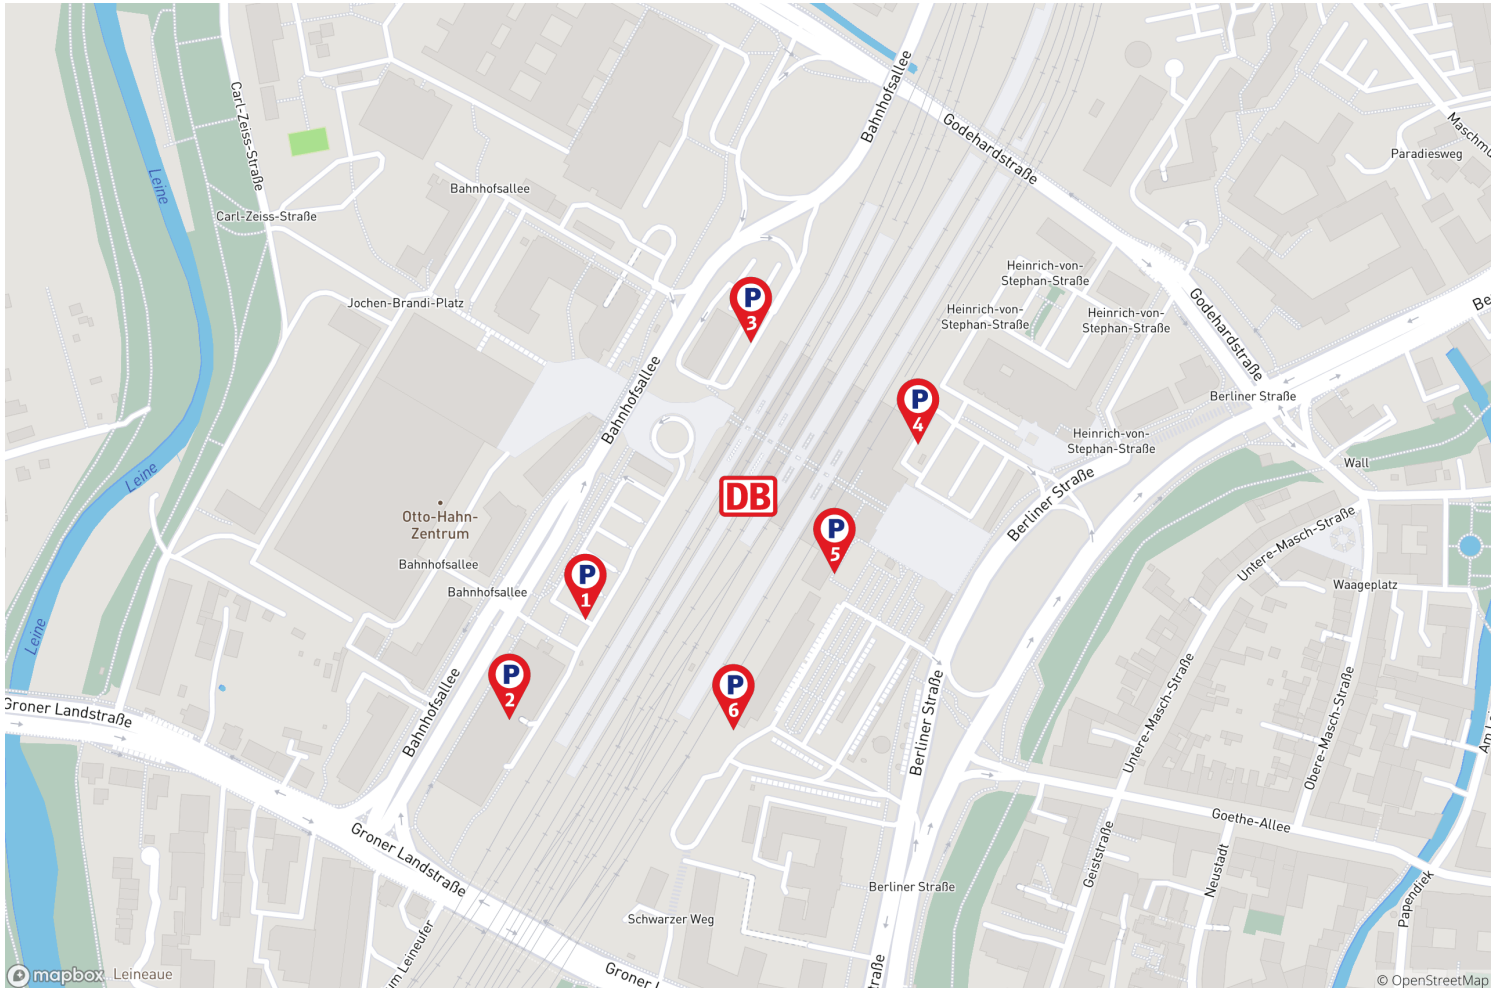 Bahnhofsallee
Godehardstraße
Carl-Zeiss-Straße
Leine
Paradiesweg
Bahnhofsallee
Carl-Zeiss-Straße
Heinrich-von-
Stephan-Straße
Jochen-Brandi-Platz
P
3
Heinrich-von-
Stephan-Straße
Heinrich-von-
Stephan-Straße
Godehardstraße
Bahnhofsallee
P
4
Berliner Straße
Heinrich-von-
Stephan-Straße
Wall
Leine
DB
Berliner Straße
Otto-Hahn-
Zentrum
P
5
Untere-Masch-Straße
Bahnhofsallee
P
1
Bahnhofsallee
Waageplatz
Leine
P
2
P
6
Untere-Masch-Straße
Obere-Masch-Straße
Groner Landstraße
Bahnhofsallee
Berliner Straße
Goethe-Allee
Groner Landstraße
Geiststraße
Neustadt
Berliner Straße
Papendiek
Schwarzer Weg
mapbox
Leineaue
Groner L
© OpenStreetMap